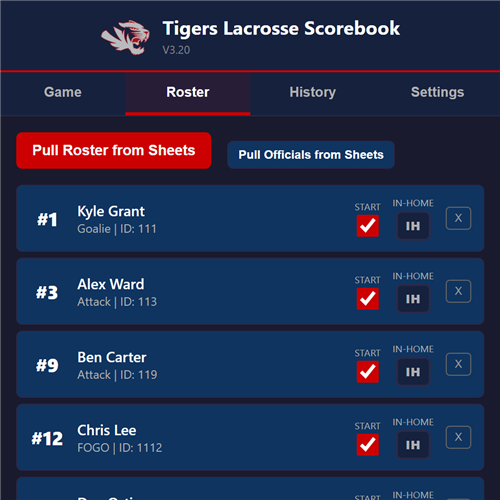 Tigers Lacrosse Scorebook
V3.20
Game Roster History Settings
Pull Roster from Sheets Pull Officials from Sheets
#1 Kyle Grant START IN-HOME
Goalie | ID: 111 IH X
#3 Alex Ward START IN-HOME
Attack | ID: 113 IH X
#9 Ben Carter START IN-HOME
Attack | ID: 119 IH X
#12 Chris Lee START IN-HOME
FOGO | ID: 1112 IH X
START IN-HOME